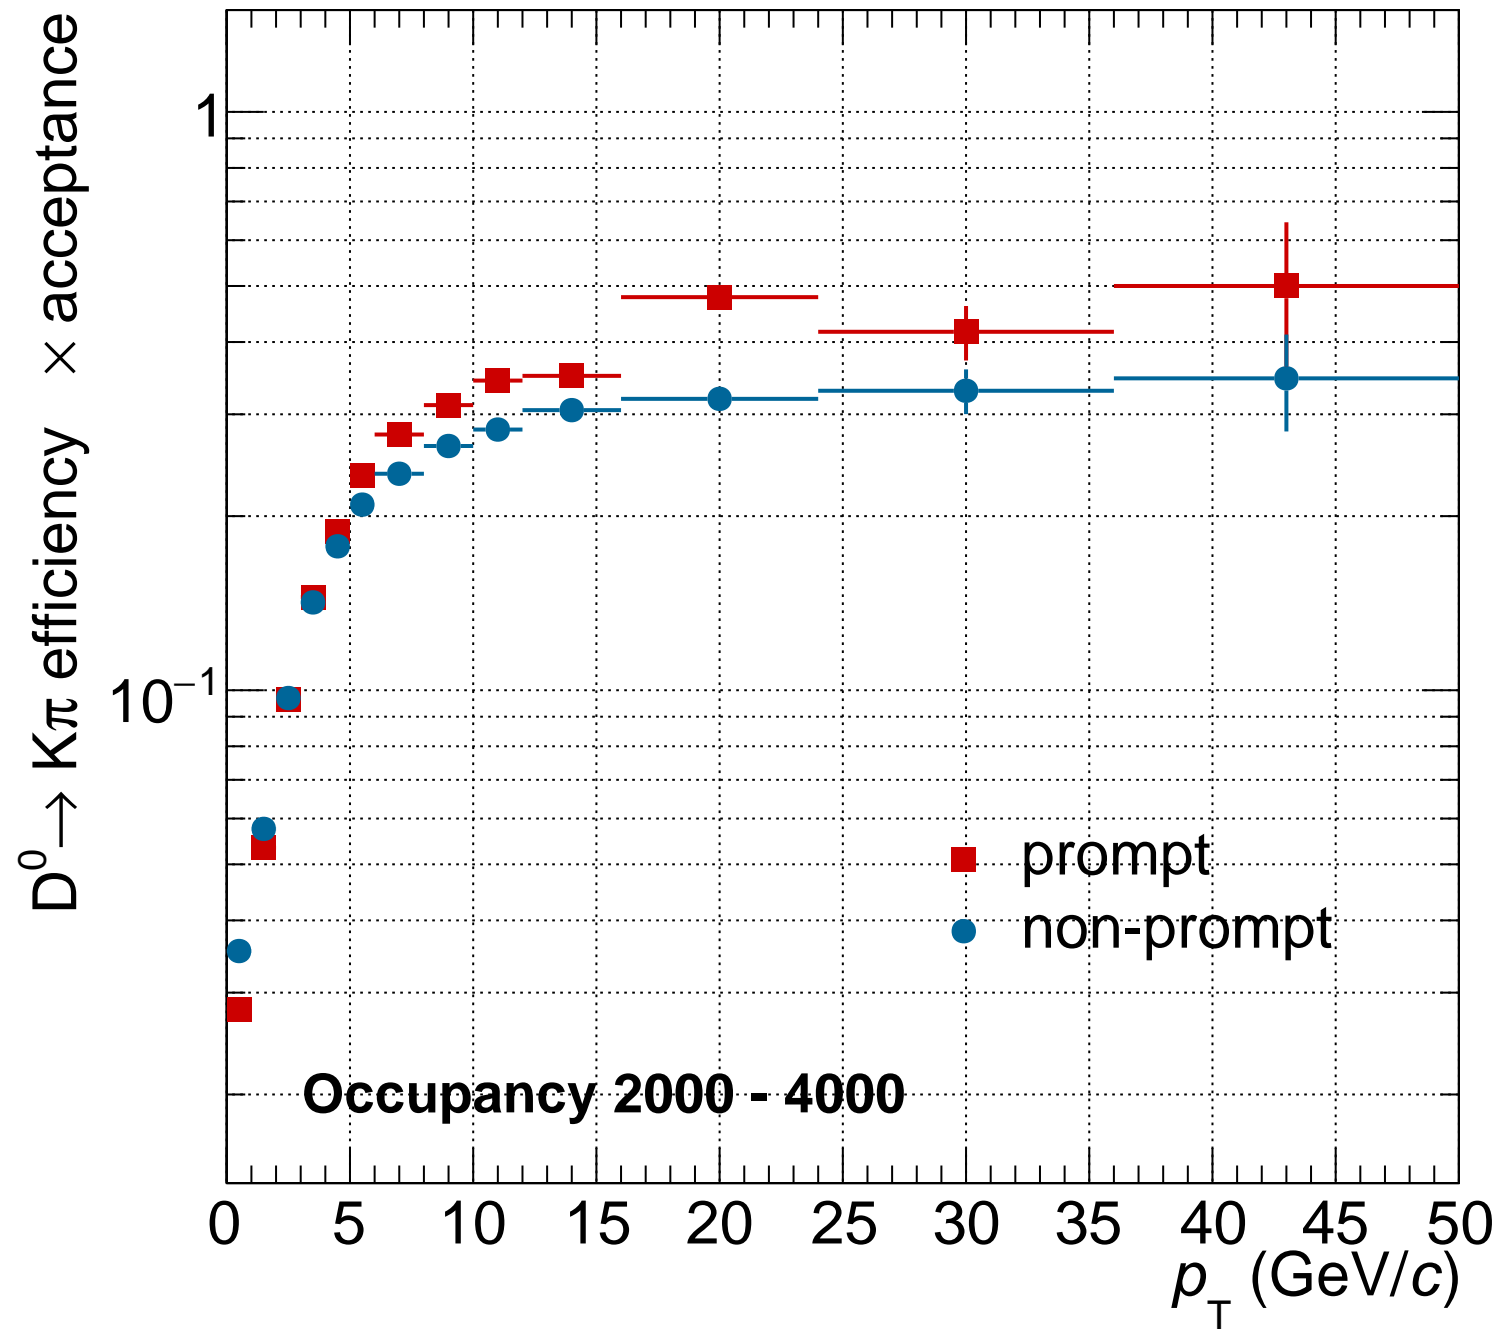 D⁰→ Kπ efficiency × acceptance
1
10⁻¹
prompt
non-prompt
Occupancy 2000 - 4000
0 5 10 15 20 25 30 35 40 45 50
p_T (GeV/c)